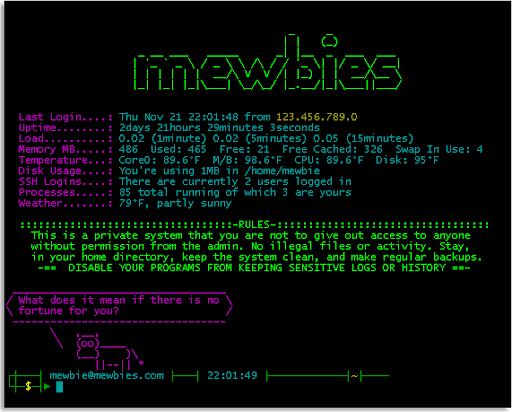 mewbies
Last Login....: Thu Nov 21 22:01:48 from 123.456.789.0
Uptime........: 2days 21hours 29minutes 3seconds
Load..........: 0.02 (1minute) 0.02 (5minutes) 0.05 (15minutes)
Memory MB.....: 486  Used: 465  Free: 21  Free Cached: 326  Swap In Use: 4
Temperature...: Core0: 89.6°F  M/B: 98.6°F  CPU: 89.6°F  Disk: 95°F
Disk Usage....: You're using 1MB in /home/mewbie
SSH Logins....: There are currently 2 users logged in
Processes.....: 85 total running of which 3 are yours
Weather.......: 79°F, partly sunny
::::::::::::::::::::::::::::::::::-RULES-::::::::::::::::::::::::::::::::::
This is a private system that you are not to give out access to anyone
without permission from the admin. No illegal files or activity. Stay,
in your home directory, keep the system clean, and make regular backups.
-==  DISABLE YOUR PROGRAMS FROM KEEPING SENSITIVE LOGS OR HISTORY ==-
/ What does it mean if there is no \
\ fortune for you? /
(oo)
mewbie@mewbies.com 22:01:49 ~
$